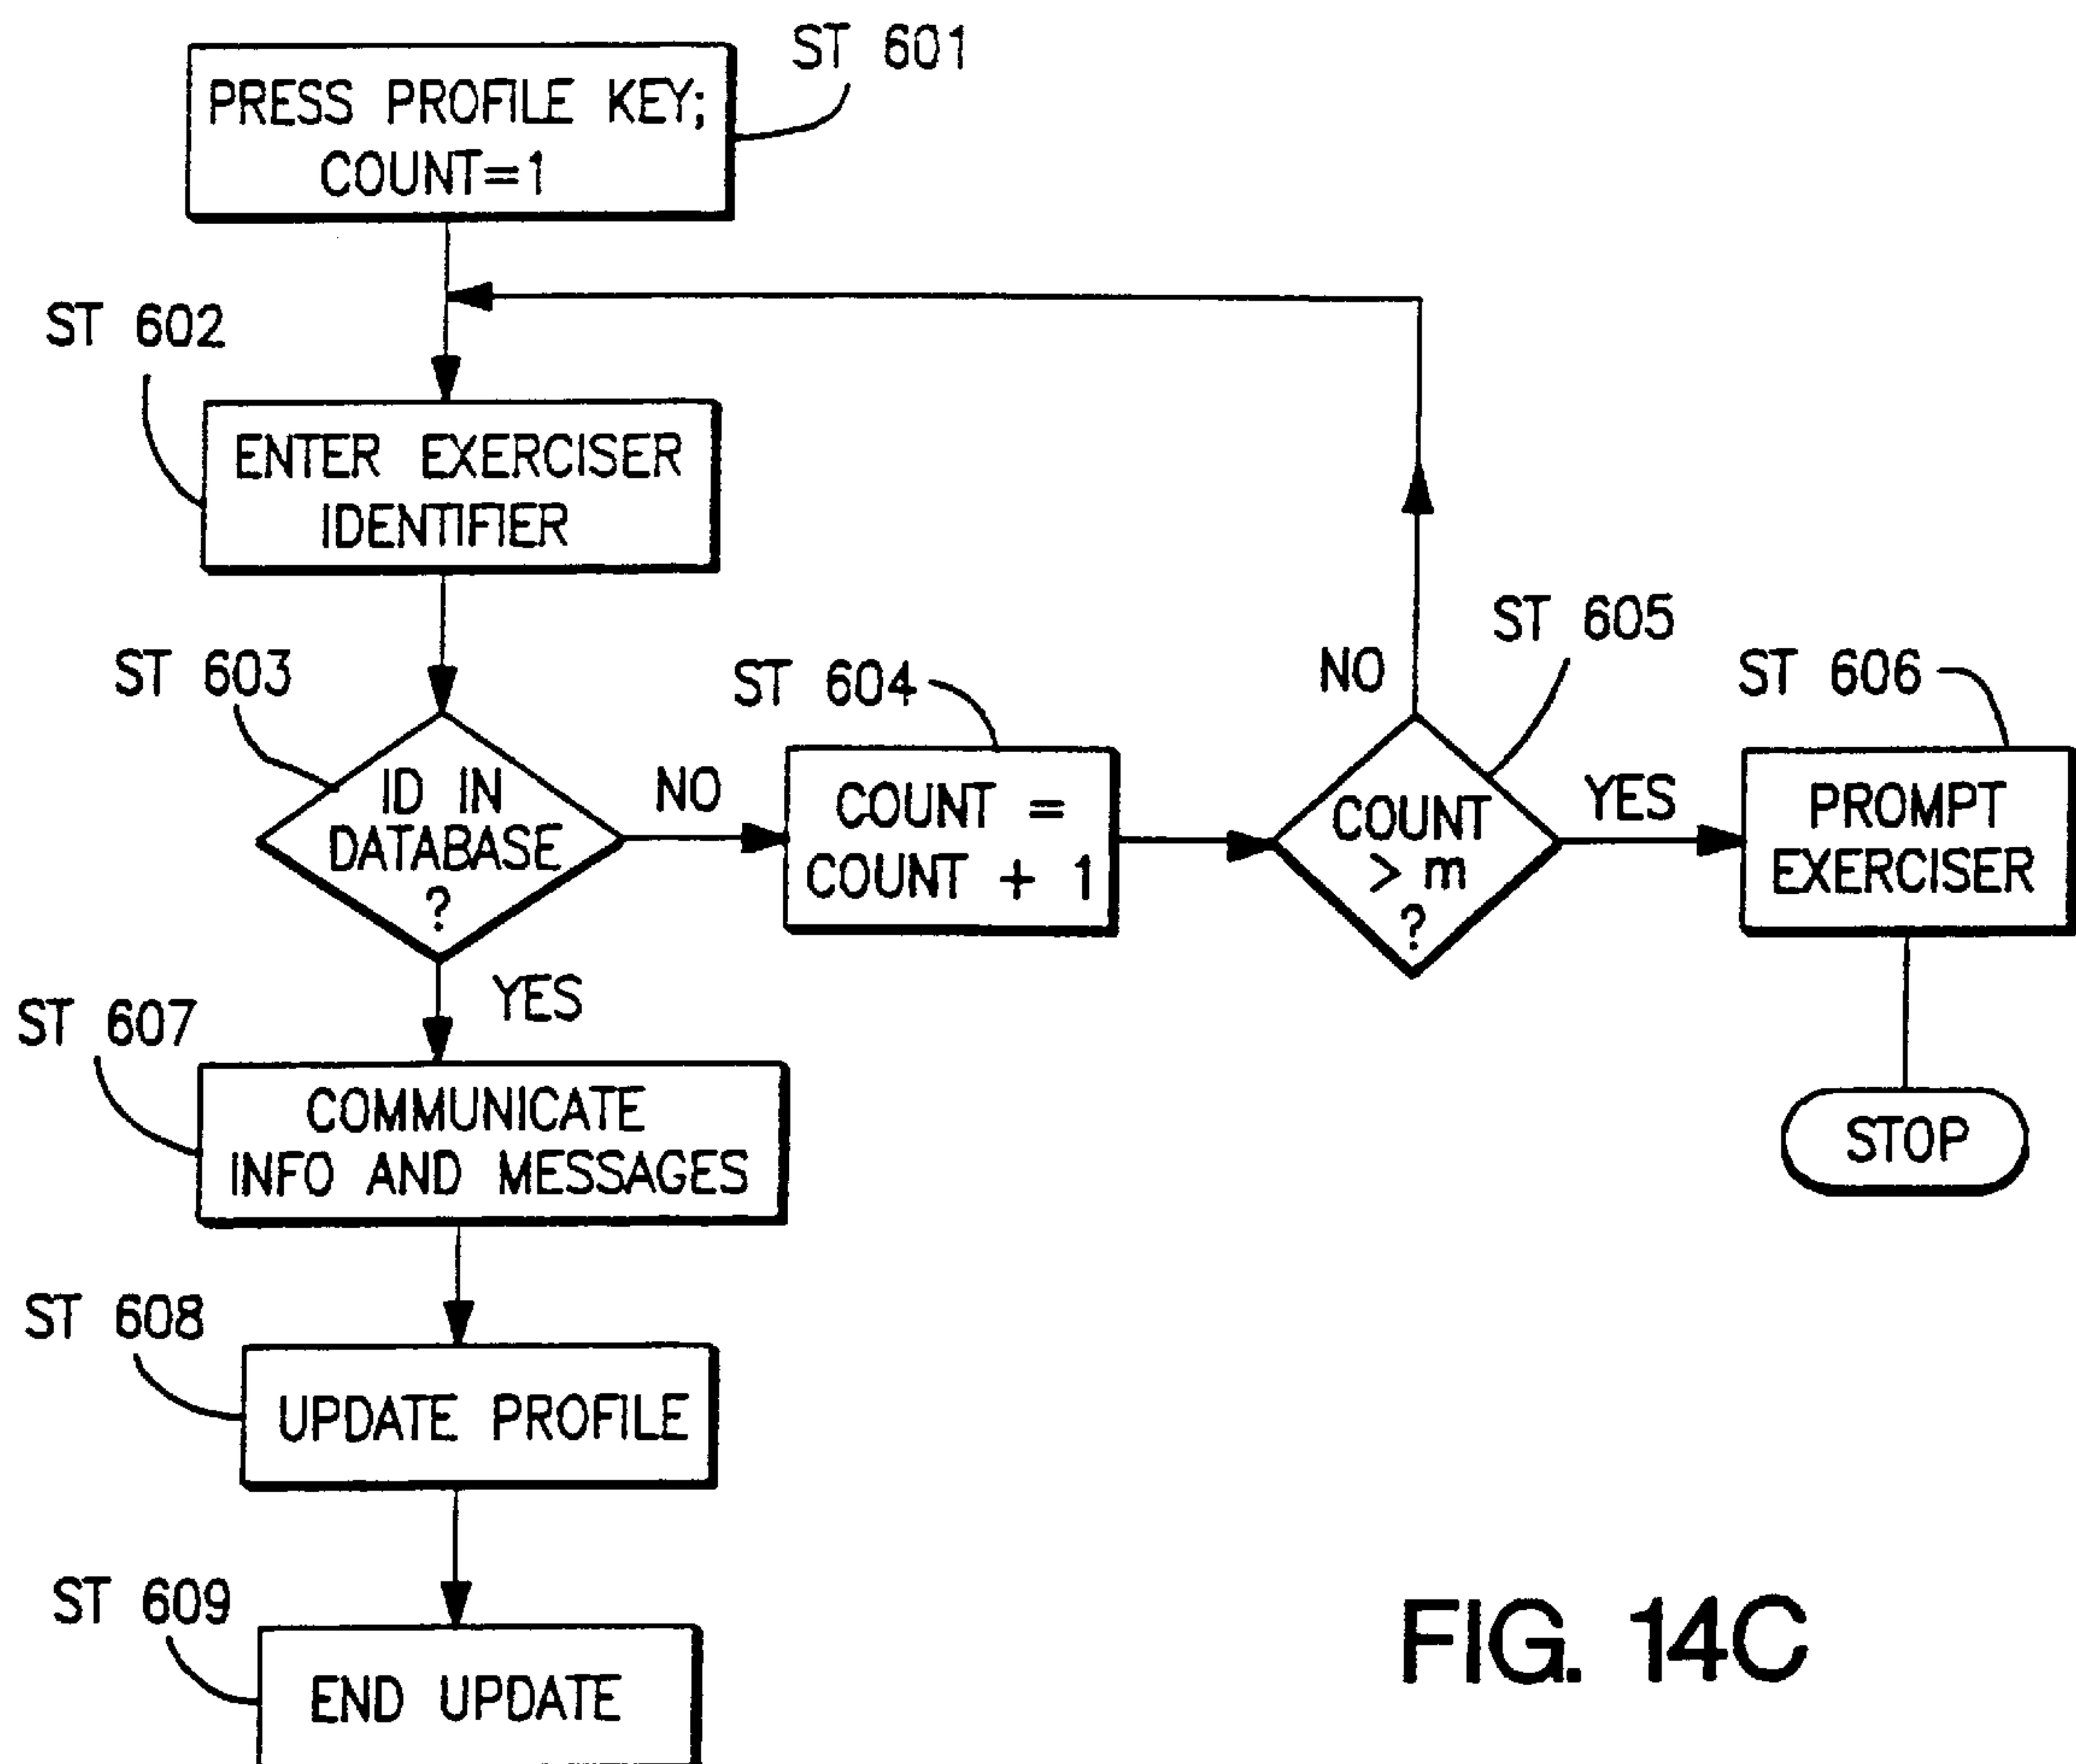 ST 601
PRESS PROFILE KEY;
COUNT=1
ST 602
ENTER EXERCISER
IDENTIFIER
ST 603
ID IN
DATABASE
?
NO
YES
ST 604
COUNT =
COUNT + 1
ST 605
COUNT
> m
?
NO
YES
ST 606
PROMPT
EXERCISER
STOP
ST 607
COMMUNICATE
INFO AND MESSAGES
ST 608
UPDATE PROFILE
ST 609
END UPDATE
FIG. 14C